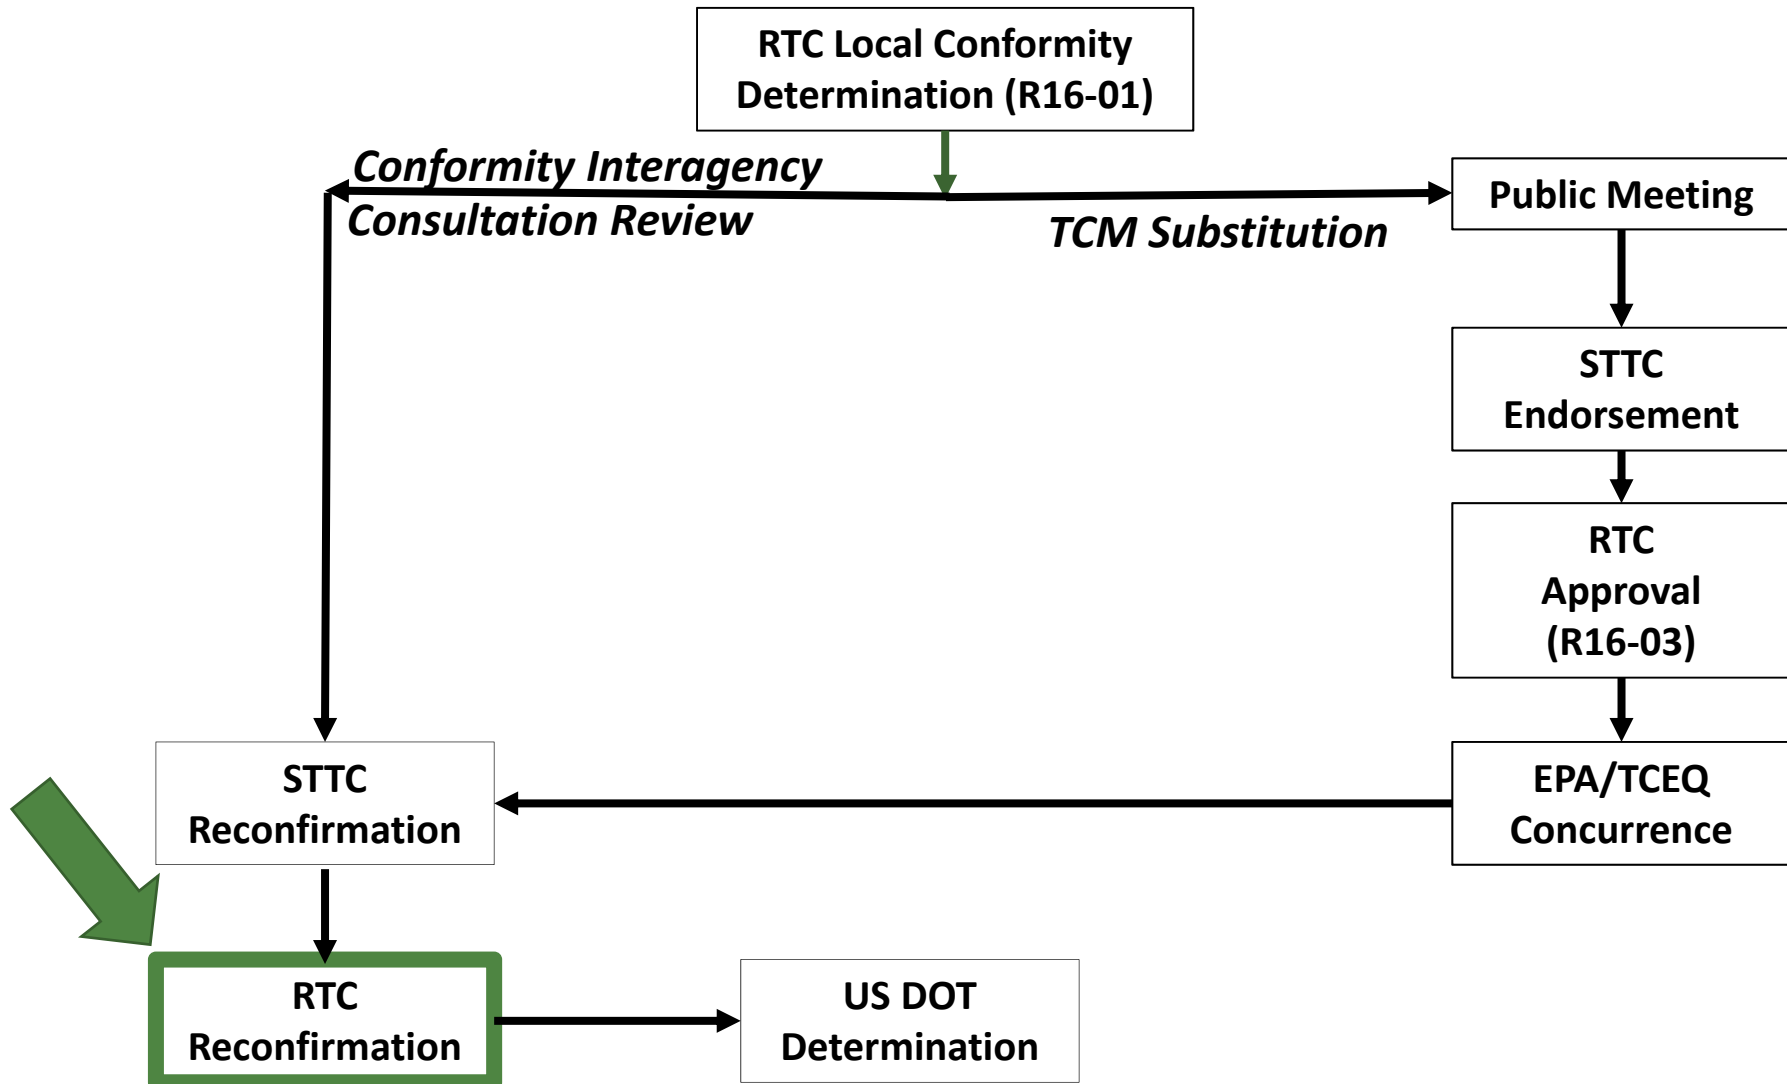 RTC Local Conformity
Determination (R16-01)
Conformity Interagency
Consultation Review
TCM Substitution
Public Meeting
STTC
Endorsement
RTC
Approval
(R16-03)
EPA/TCEQ
Concurrence
STTC
Reconfirmation
RTC
Reconfirmation
US DOT
Determination